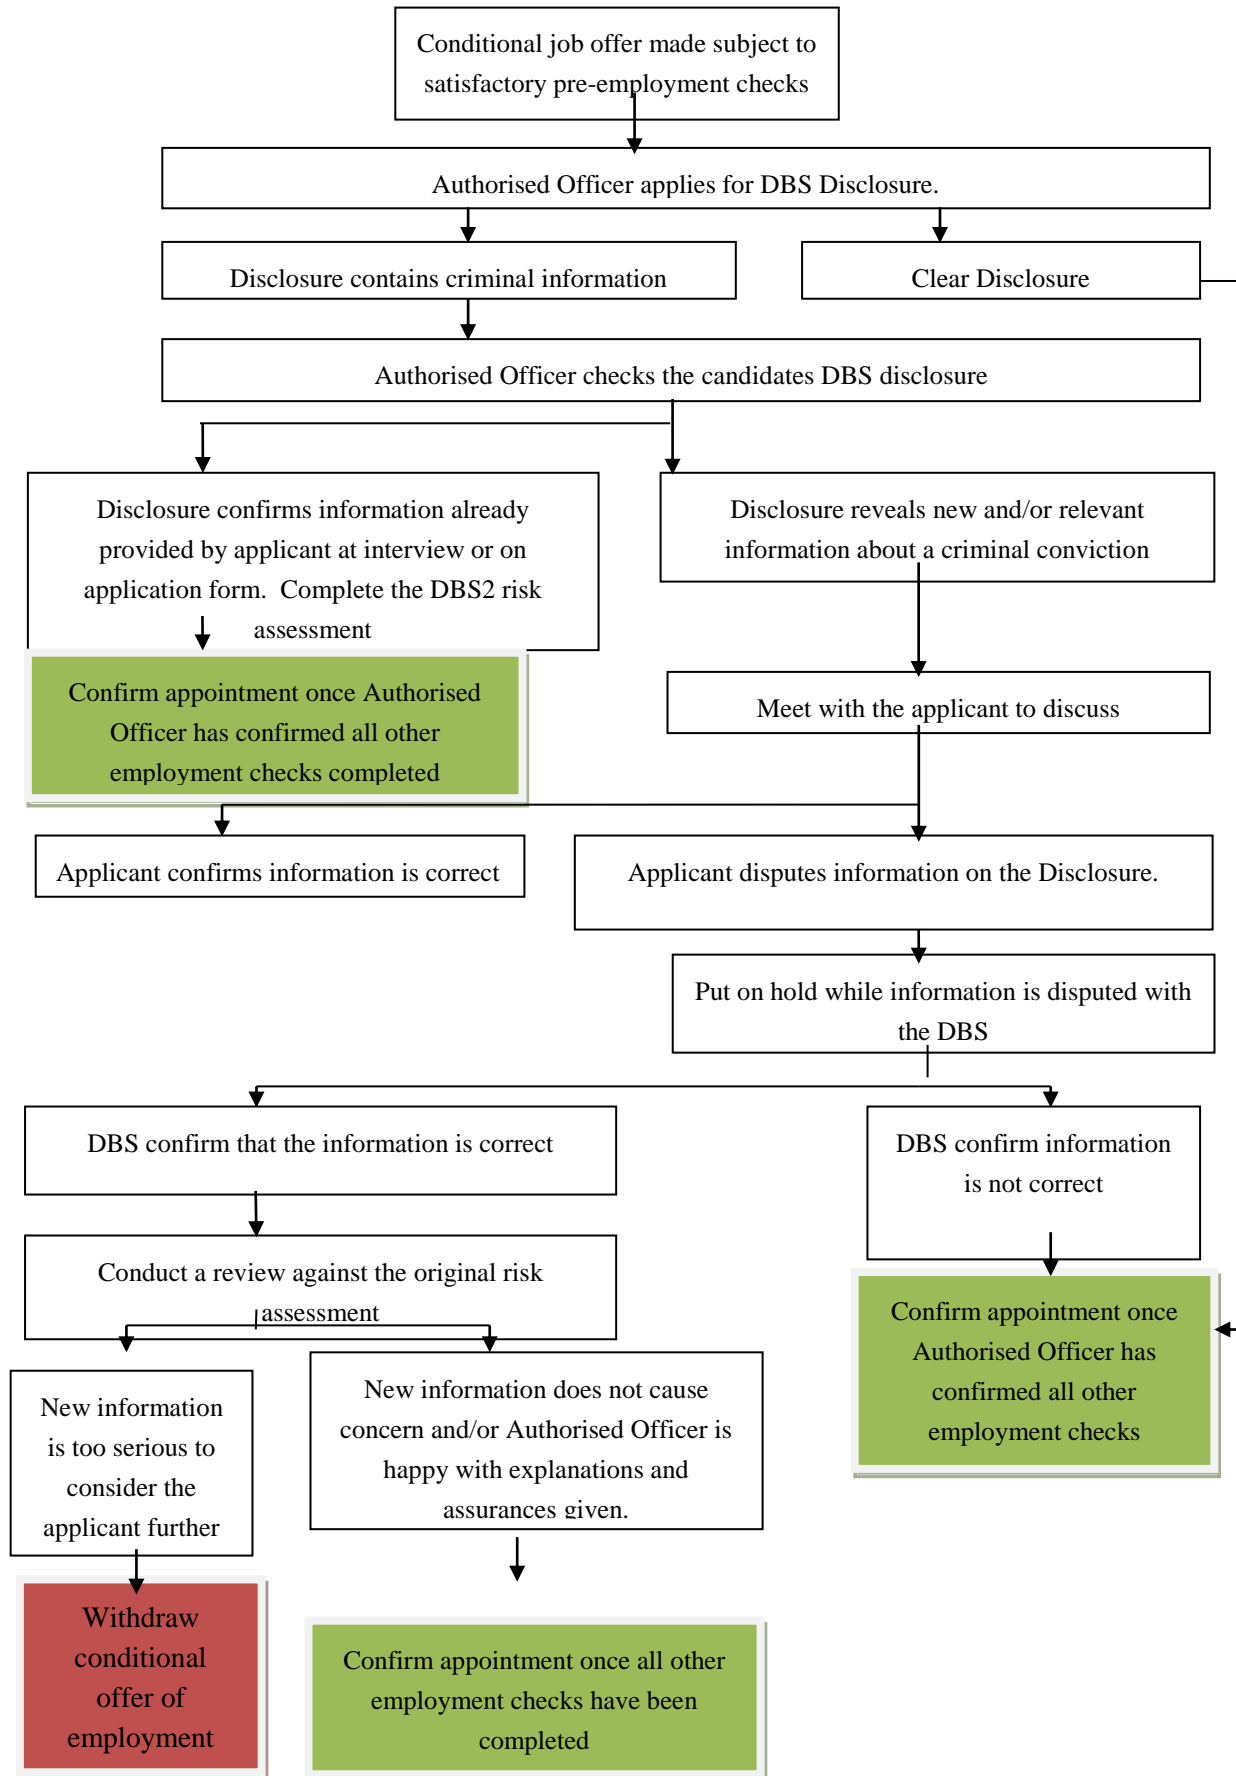 Conditional job offer made subject to
satisfactory pre-employment checks
Authorised Officer applies for DBS Disclosure.
Disclosure contains criminal information
Clear Disclosure
Authorised Officer checks the candidates DBS disclosure
Disclosure confirms information already
provided by applicant at interview or on
application form.  Complete the DBS2 risk
assessment
Disclosure reveals new and/or relevant
information about a criminal conviction
Confirm appointment once Authorised
Officer has confirmed all other
employment checks completed
Meet with the applicant to discuss
Applicant confirms information is correct
Applicant disputes information on the Disclosure.
Put on hold while information is disputed with
the DBS
DBS confirm that the information is correct
DBS confirm information
is not correct
Conduct a review against the original risk
assessment
Confirm appointment once
Authorised Officer has
confirmed all other
employment checks
New information
is too serious to
consider the
applicant further
New information does not cause
concern and/or Authorised Officer is
happy with explanations and
assurances given.
Withdraw
conditional
offer of
employment
Confirm appointment once all other
employment checks have been
completed